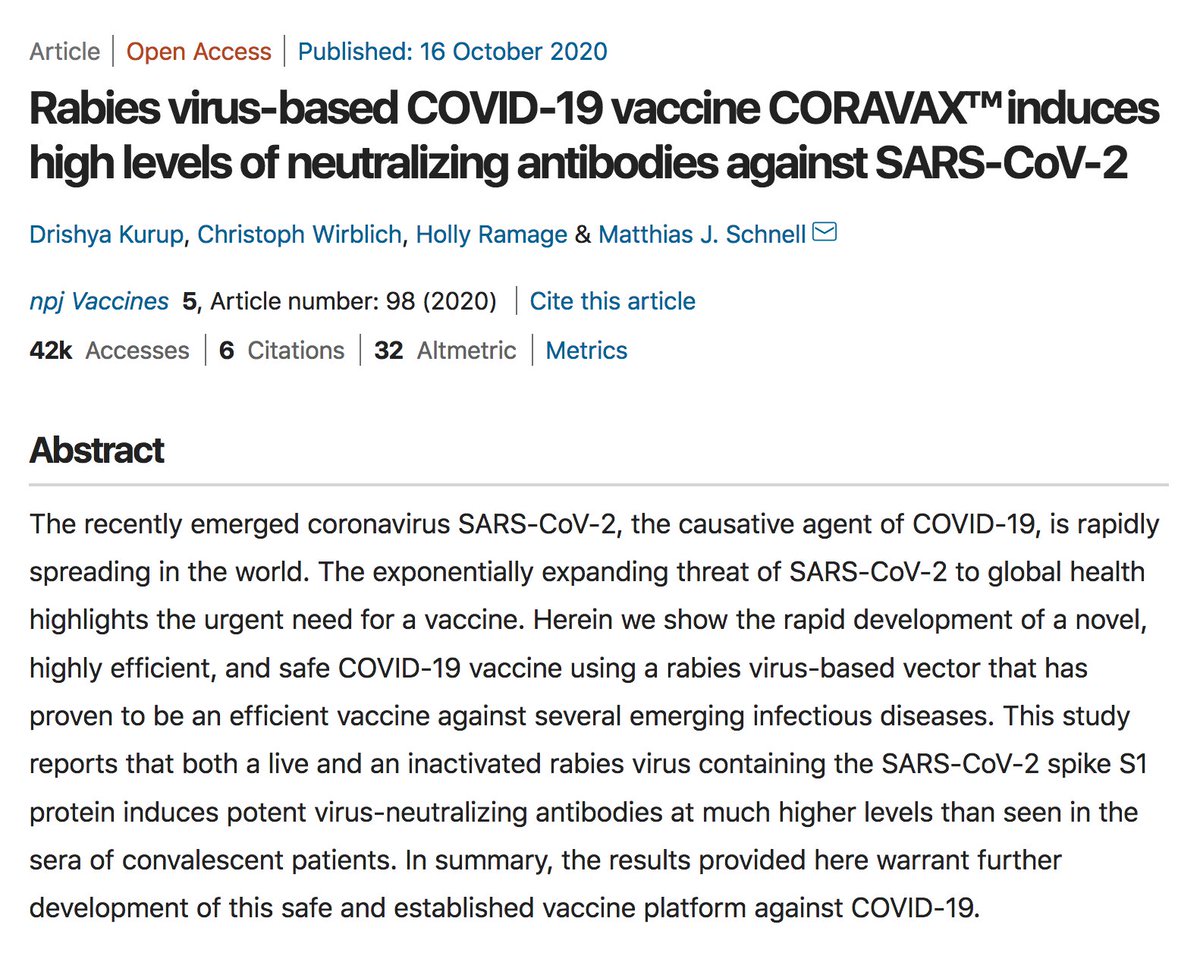 Article | Open Access | Published: 16 October 2020
Rabies virus-based COVID-19 vaccine CORAVAX™ induces
high levels of neutralizing antibodies against SARS-CoV-2
Drishya Kurup, Christoph Wirblich, Holly Ramage & Matthias J. Schnell
npj Vaccines 5, Article number: 98 (2020) | Cite this article
42k Accesses | 6 Citations | 32 Altmetric | Metrics
Abstract
The recently emerged coronavirus SARS-CoV-2, the causative agent of COVID-19, is rapidly
spreading in the world. The exponentially expanding threat of SARS-CoV-2 to global health
highlights the urgent need for a vaccine. Herein we show the rapid development of a novel,
highly efficient, and safe COVID-19 vaccine using a rabies virus-based vector that has
proven to be an efficient vaccine against several emerging infectious diseases. This study
reports that both a live and an inactivated rabies virus containing the SARS-CoV-2 spike S1
protein induces potent virus-neutralizing antibodies at much higher levels than seen in the
sera of convalescent patients. In summary, the results provided here warrant further
development of this safe and established vaccine platform against COVID-19.